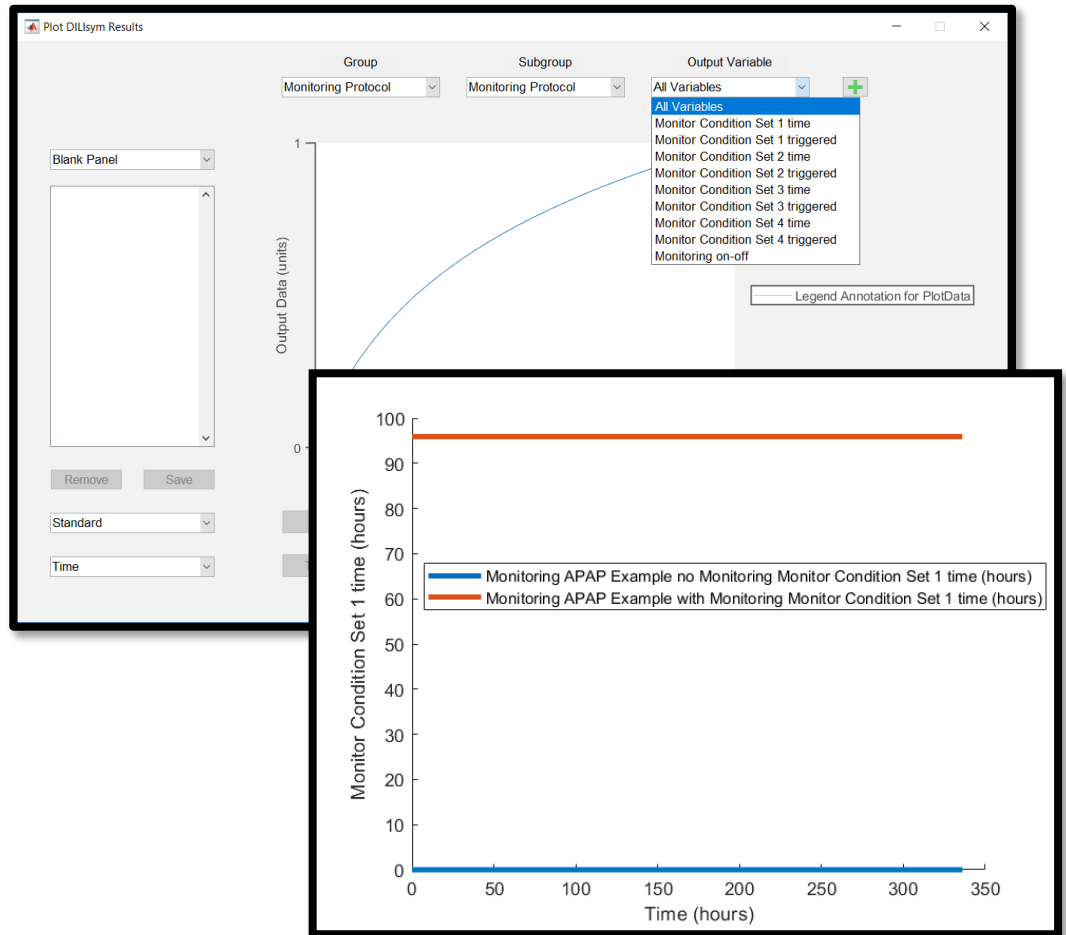 Plot DILIsym Results
Group
Subgroup
Output Variable
Monitoring Protocol
Monitoring Protocol
All Variables
All Variables
Monitor Condition Set 1 time
Monitor Condition Set 1 triggered
Monitor Condition Set 2 time
Monitor Condition Set 2 triggered
Monitor Condition Set 3 time
Monitor Condition Set 3 triggered
Monitor Condition Set 4 time
Monitor Condition Set 4 triggered
Monitoring on-off
Blank Panel
1
0
Output Data (units)
Legend Annotation for PlotData
Remove
Save
Standard
Time
100
90
80
70
60
50
40
30
20
10
0
Monitor Condition Set 1 time (hours)
Monitoring APAP Example no Monitoring Monitor Condition Set 1 time (hours)
Monitoring APAP Example with Monitoring Monitor Condition Set 1 time (hours)
0 50 100 150 200 250 300 350
Time (hours)